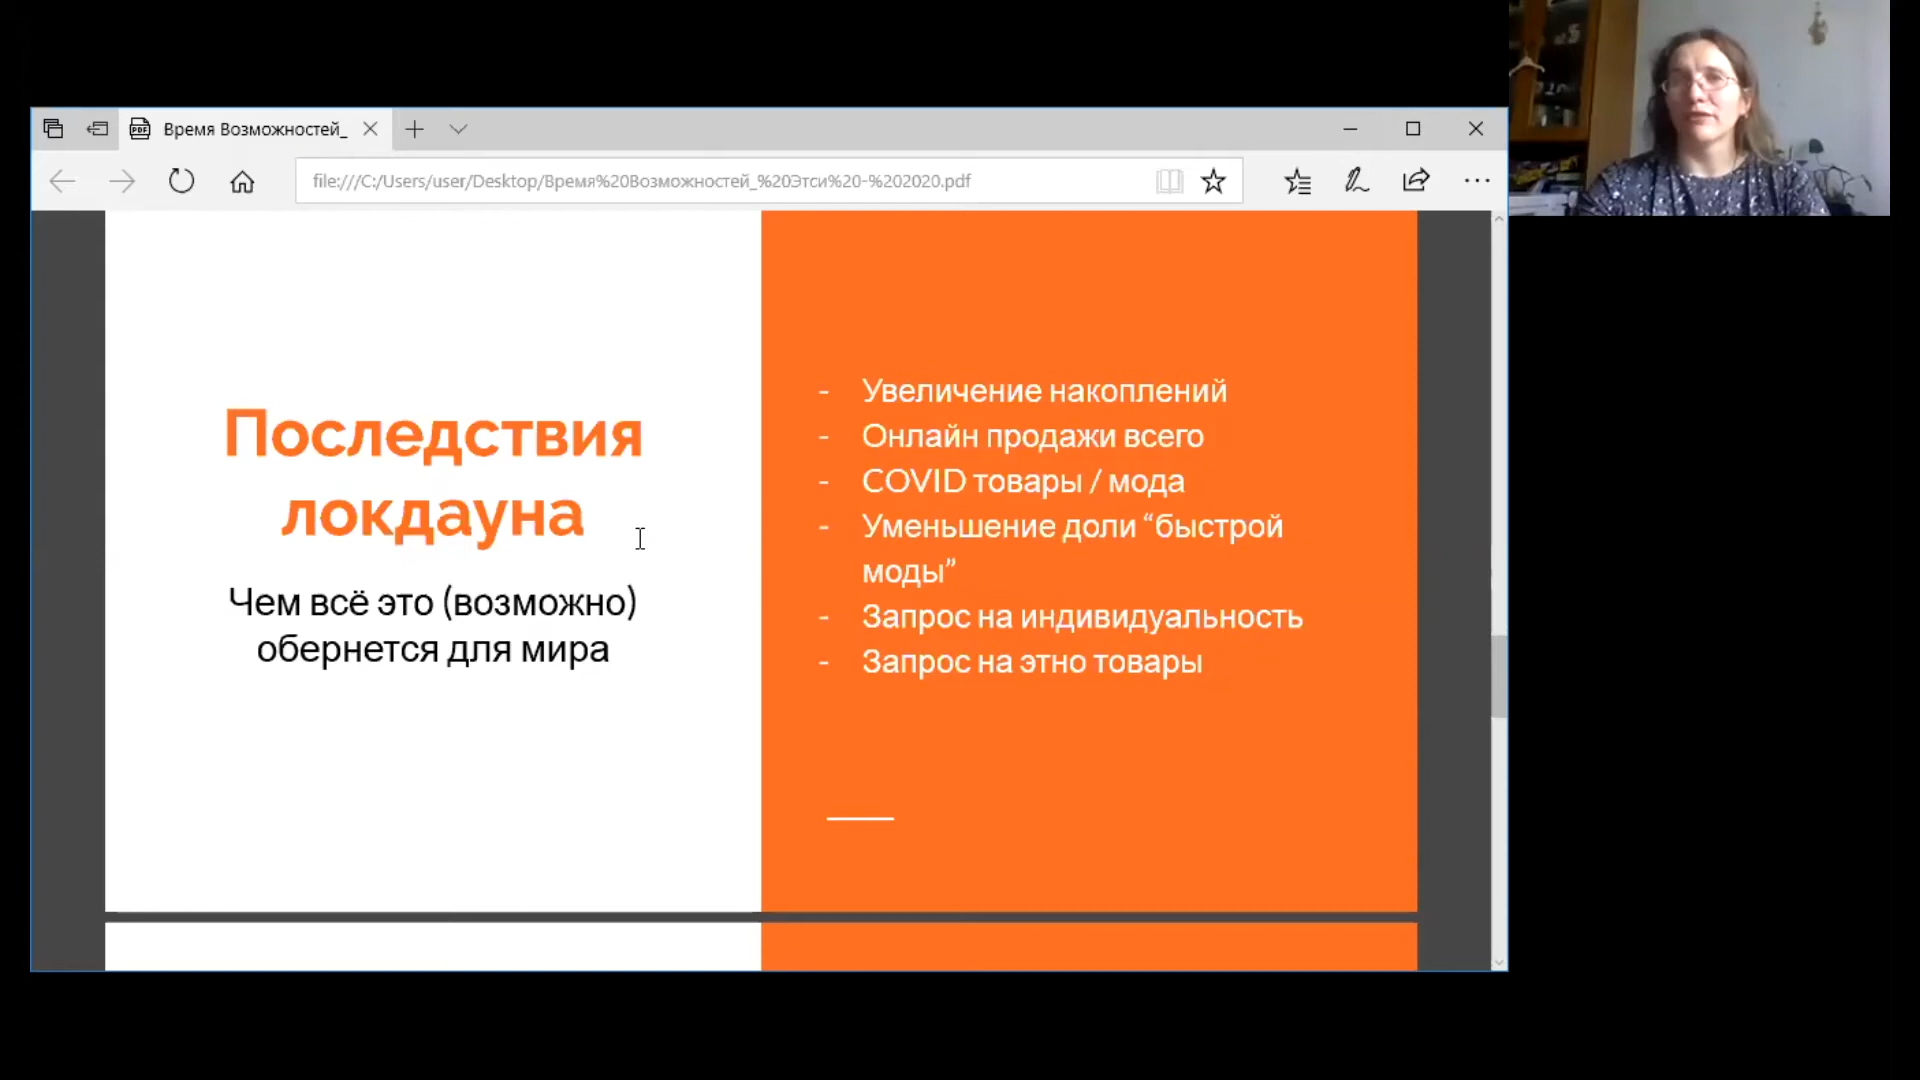 Время Возможностей_
file:///C:/Users/user/Desktop/Время%20Возможностей_%20Этси%20-%202020.pdf
Последствия
локдауна
Чем всё это (возможно)
обернется для мира
- Увеличение накоплений
- Онлайн продажи всего
- COVID товары / мода
- Уменьшение доли “быстрой
моды”
- Запрос на индивидуальность
- Запрос на этно товары